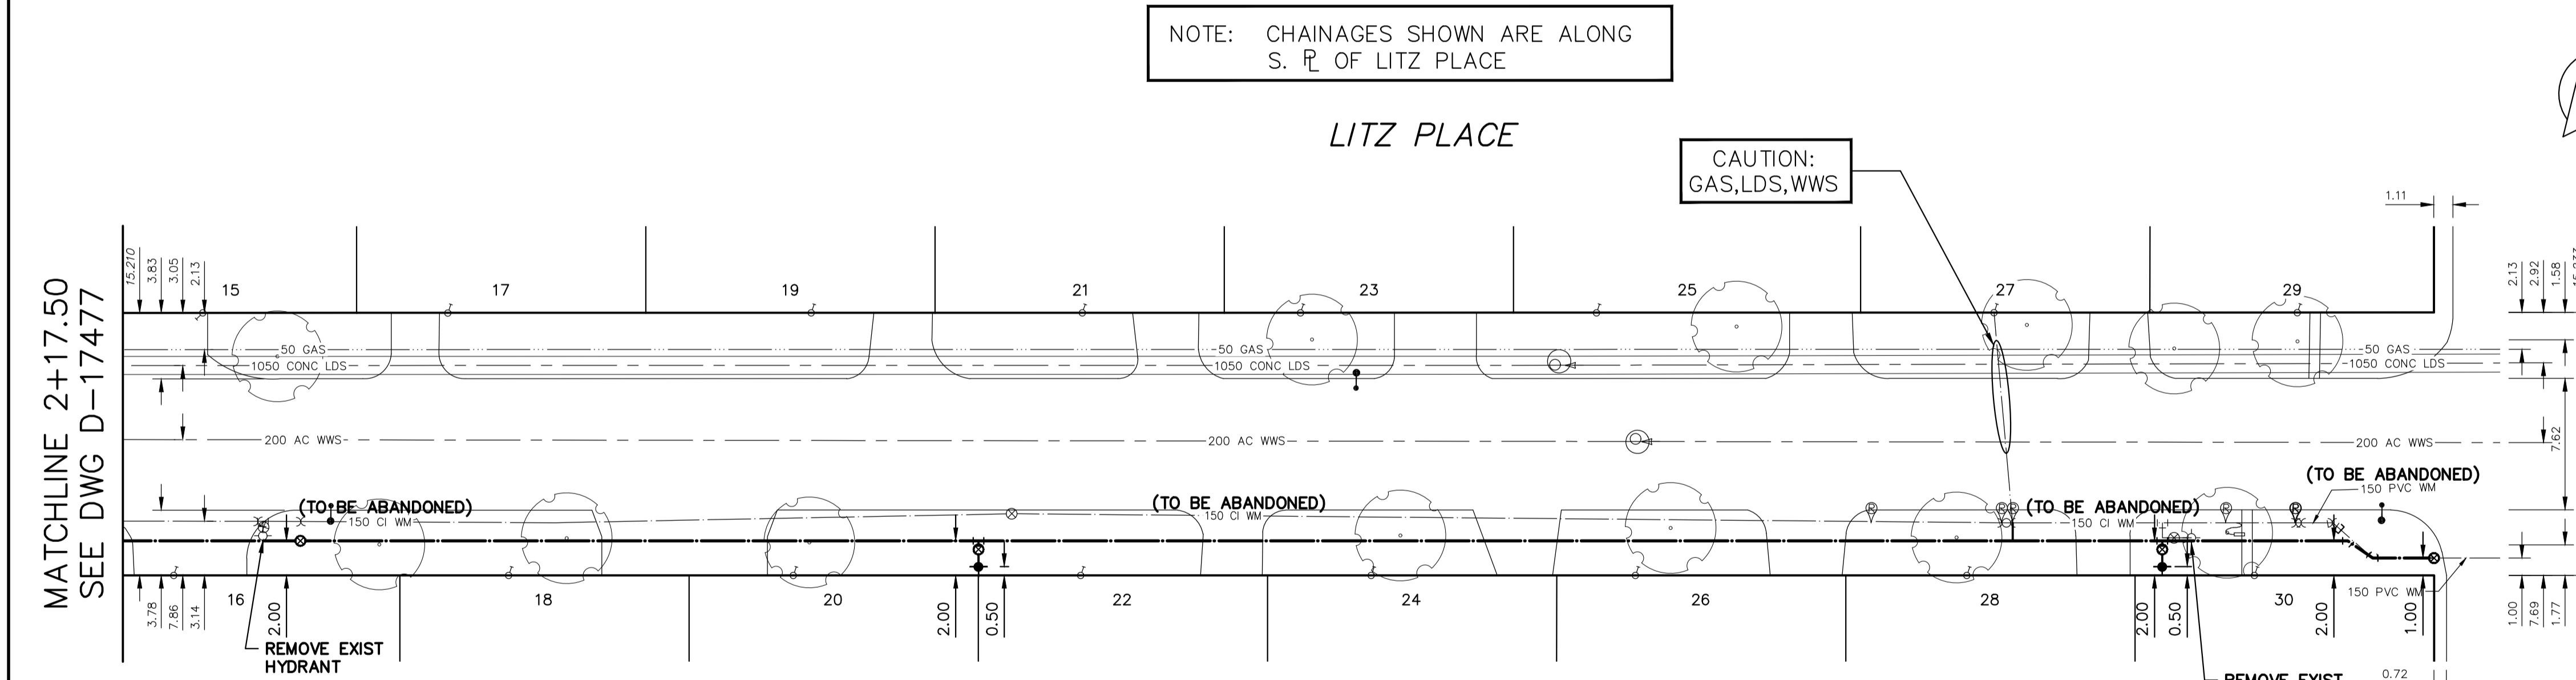 NOTE: CHAINAGES SHOWN ARE ALONG
S. ⅊ OF LITZ PLACE
LITZ PLACE
CAUTION:
GAS,LDS,WWS
1.11
MATCHLINE 2+17.50
SEE DWG D-17477
15.210
3.83
3.05
2.13
15
17
19
21
23
25
27
29
2.13
2.92
1.58
50 GAS
50 GAS
50 GAS
1050 CONC LDS
1050 CONC LDS
1050 CONC LDS
200 AC WWS
200 AC WWS
200 AC WWS
7.62
(TO BE ABANDONED)
150 CI WM
(TO BE ABANDONED)
150 CI WM
(TO BE ABANDONED)
150 CI WM
(TO BE ABANDONED)
150 PVC WM
R
R
R
R
R
16
18
20
22
24
26
28
30
150 PVC WM
3.78
7.86
3.14
2.00
2.00
0.50
2.00
0.50
2.00
1.00
1.00
7.69
1.77
REMOVE EXIST
HYDRANT
REMOVE EXIST
0.72